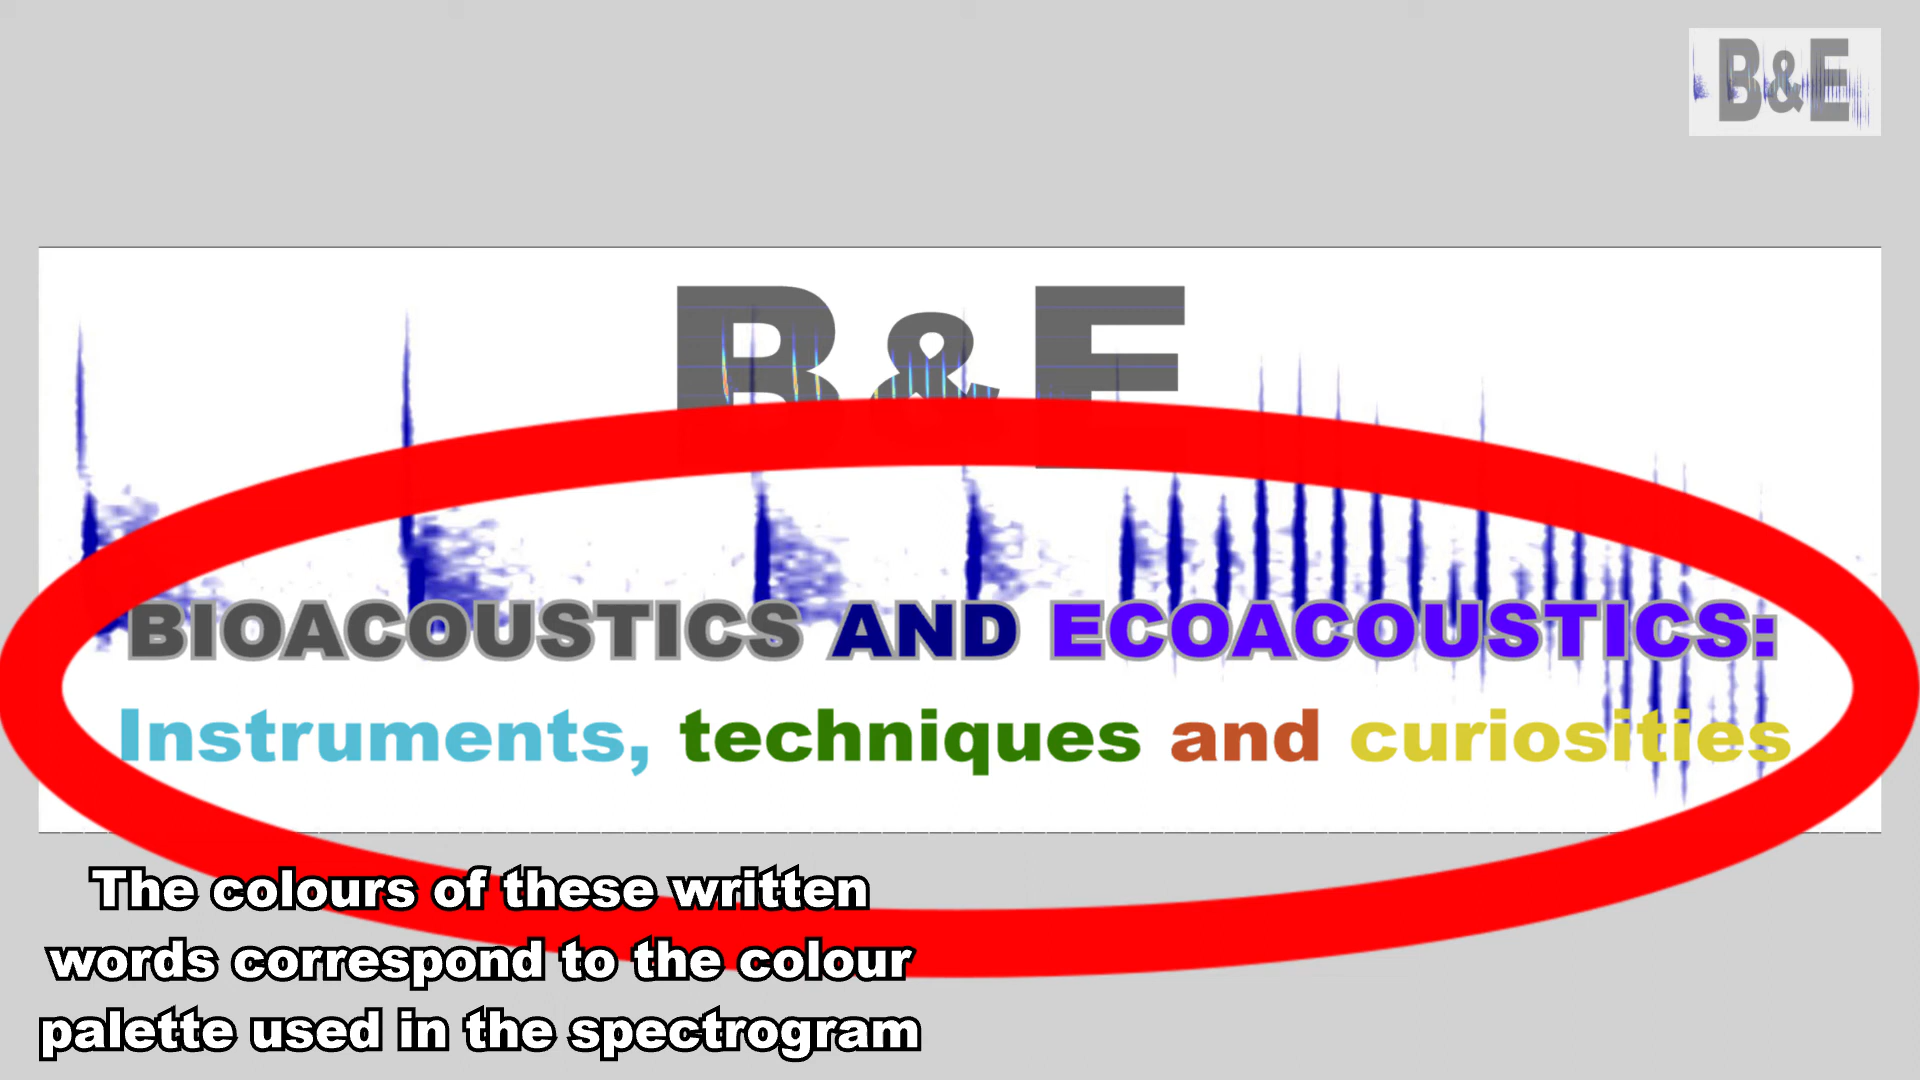 B&E
B&E
BIOACOUSTICS AND ECOACOUSTICS:
Instruments, techniques and curiosities
The colours of these written
words correspond to the colour
palette used in the spectrogram